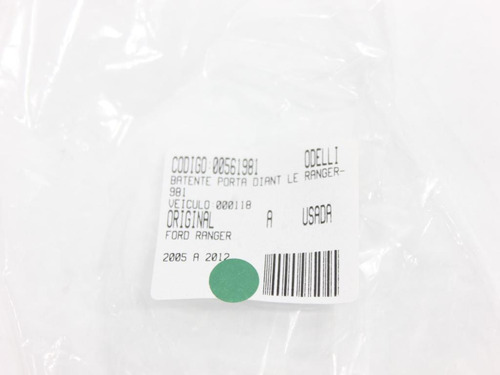 CODIGO 00561981 ODELLI
BATENTE PORTA DIANT LE RANGER-
981
VEICULO:000118
ORIGINAL A USADA
FORD RANGER
2005 A 2012